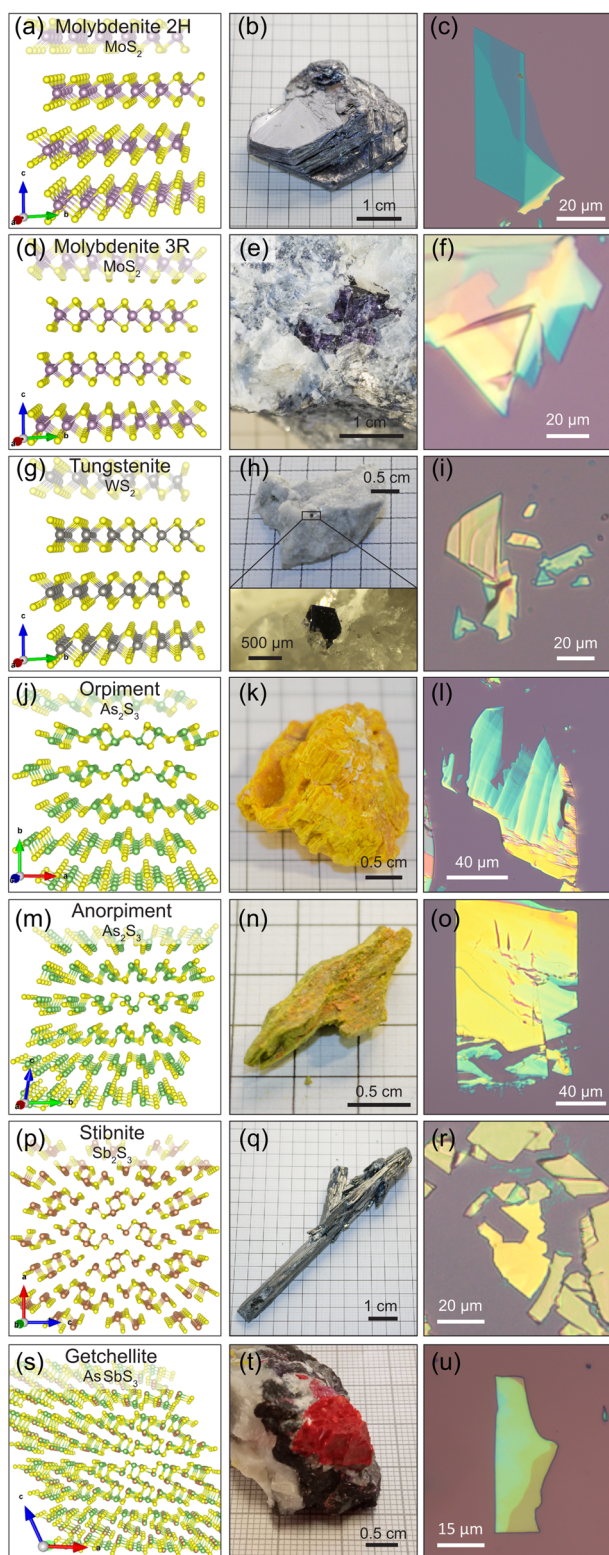 (a) Molybdenite 2H
MoS2
c
a
b
(b)
1 cm
(c)
20 µm
(d) Molybdenite 3R
MoS2
c
a
b
(e)
1 cm
(f)
20 µm
(g) Tungstenite
WS2
c
a
b
(h)
0.5 cm
500 µm
(i)
20 µm
(j) Orpiment
As2S3
b
a
(k)
0.5 cm
(l)
40 µm
(m) Anorpiment
As2S3
c
a
b
(n)
0.5 cm
(o)
40 µm
(p) Stibnite
Sb2S3
a
b
c
(q)
1 cm
(r)
20 µm
(s) Getchellite
AsSbS3
c
a
(t)
0.5 cm
(u)
15 µm